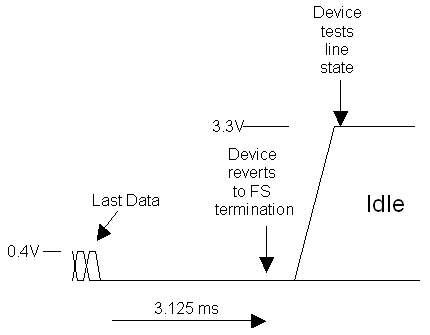 Device
tests
line
state
3.3V
Device
reverts
to FS
termination
Idle
Last Data
0.4V
3.125 ms